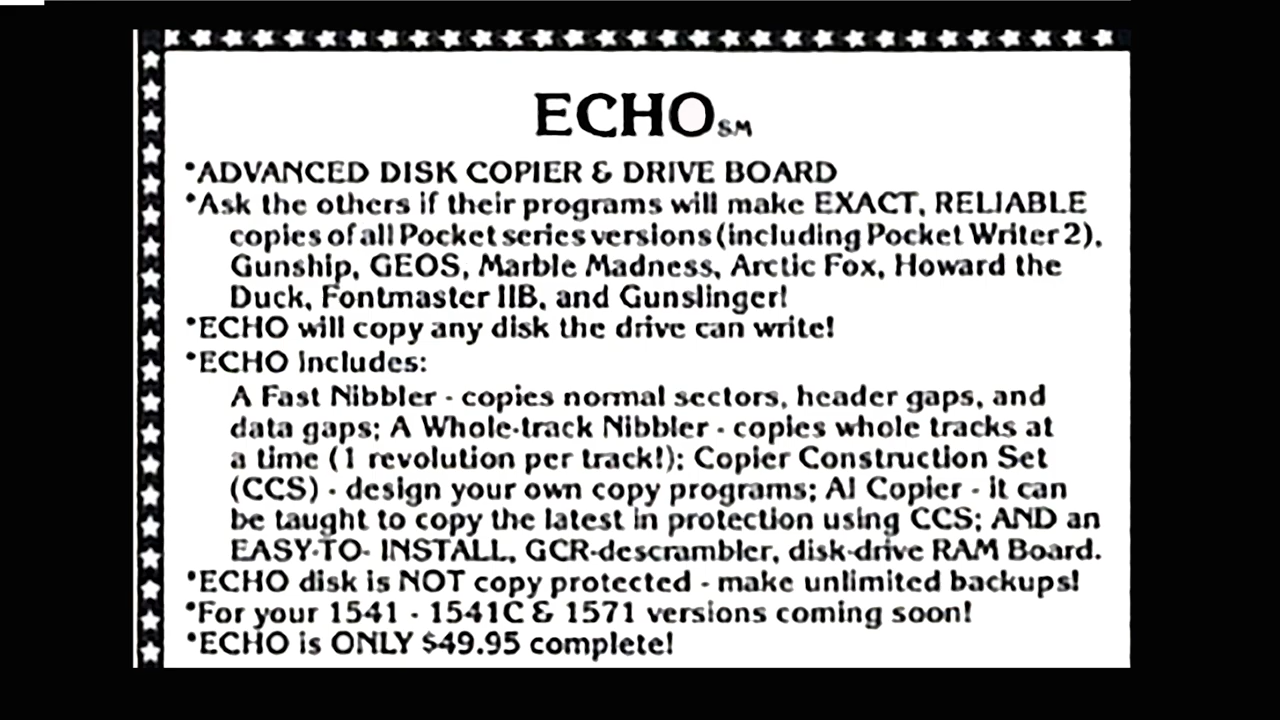 ECHO SM
*ADVANCED DISK COPIER & DRIVE BOARD
*Ask the others if their programs will make EXACT, RELIABLE
copies of all Pocket series versions (including Pocket Writer 2),
Gunship, GEOS, Marble Madness, Arctic Fox, Howard the
Duck, Fontmaster IIB, and Gunslinger!
*ECHO will copy any disk the drive can write!
*ECHO includes:
A Fast Nibbler - copies normal sectors, header gaps, and
data gaps; A Whole-track Nibbler - copies whole tracks at
a time (1 revolution per track!); Copier Construction Set
(CCS) - design your own copy programs; AI Copier - it can
be taught to copy the latest in protection using CCS; AND an
EASY-TO- INSTALL, GCR-descrambler, disk-drive RAM Board.
*ECHO disk is NOT copy protected - make unlimited backups!
*For your 1541 - 1541C & 1571 versions coming soon!
*ECHO is ONLY $49.95 complete!